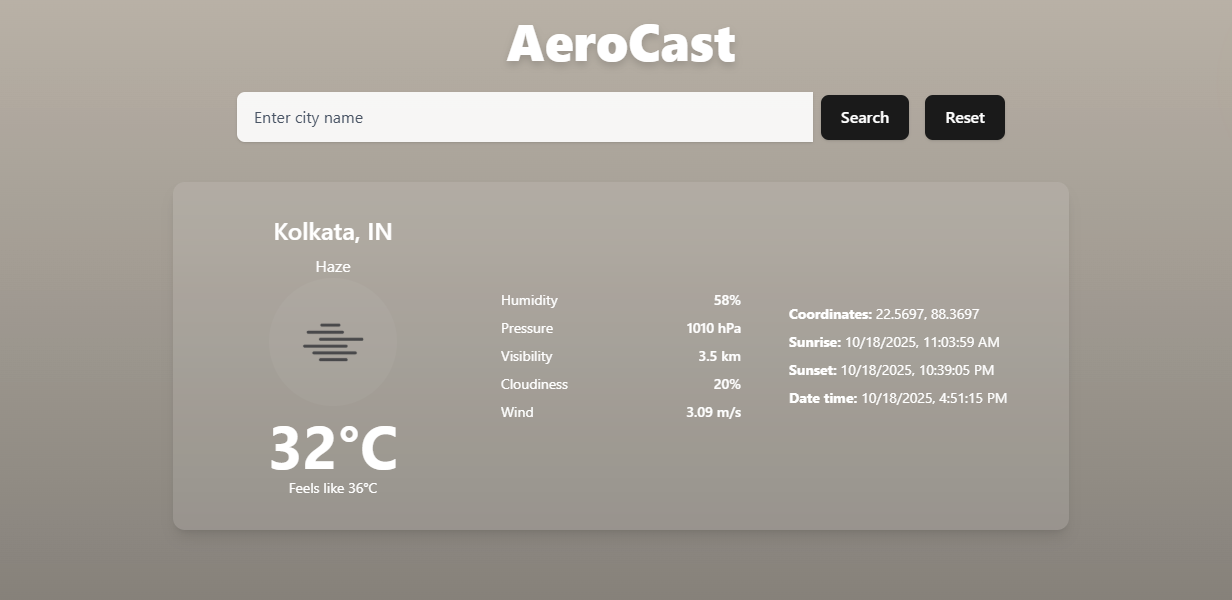 AeroCast
Enter city name
Search
Reset
Kolkata, IN
Haze
32°C
Feels like 36°C
Humidity 58%
Pressure 1010 hPa
Visibility 3.5 km
Cloudiness 20%
Wind 3.09 m/s
Coordinates: 22.5697, 88.3697
Sunrise: 10/18/2025, 11:03:59 AM
Sunset: 10/18/2025, 10:39:05 PM
Date time: 10/18/2025, 4:51:15 PM